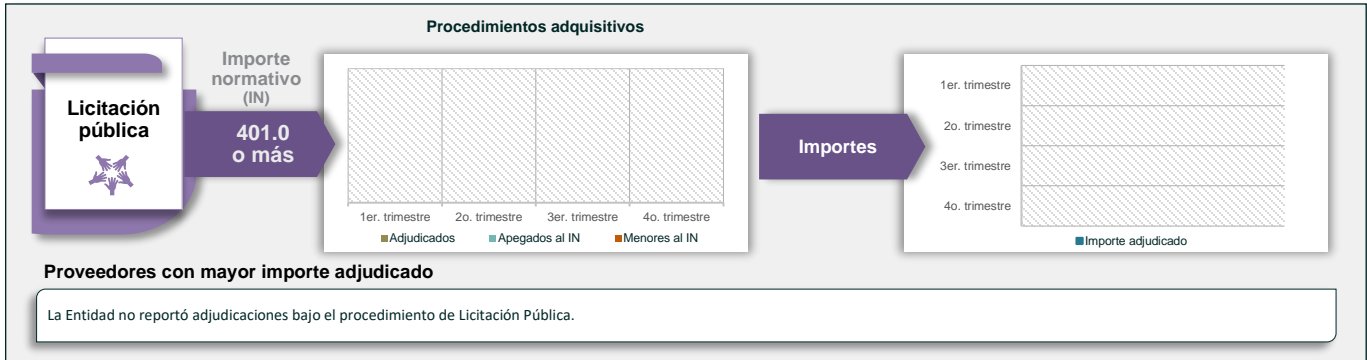 Procedimientos adquisitivos
Licitación
pública
Importe
normativo
(IN)
401.0
o más
1er. trimestre 2o. trimestre 3er. trimestre 4o. trimestre
Adjudicados Apegados al IN Menores al IN
Importes
1er. trimestre
2o. trimestre
3er. trimestre
4o. trimestre
Importe adjudicado
Proveedores con mayor importe adjudicado
La Entidad no reportó adjudicaciones bajo el procedimiento de Licitación Pública.